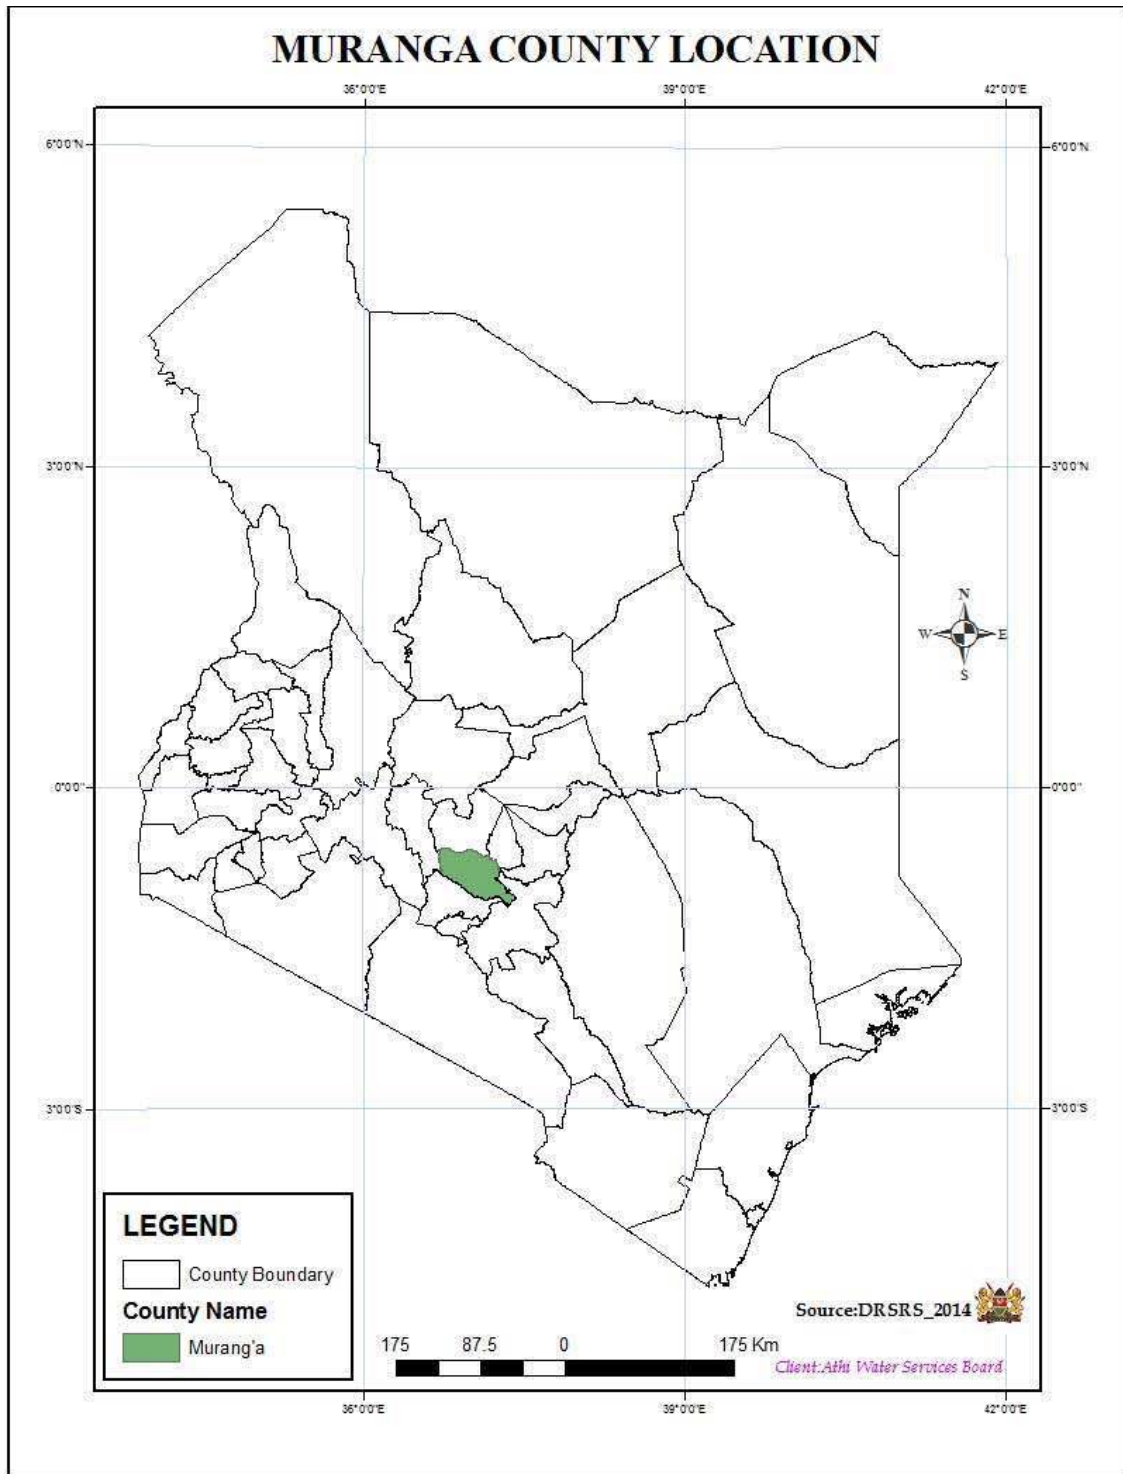 MURANGA COUNTY LOCATION
36°0'0"E 39°0'0"E 42°0'0"E
6°0'0"N 6°0'0"N
3°0'0"N 3°0'0"N
N
W E
S
0°0'0" 0°0'0"
3°0'0"S 3°0'0"S
LEGEND
County Boundary
County Name
Murang'a
175 87.5 0 175 Km
Source:DRSRS_2014
Client:Athi Water Services Board
36°0'0"E 39°0'0"E 42°0'0"E